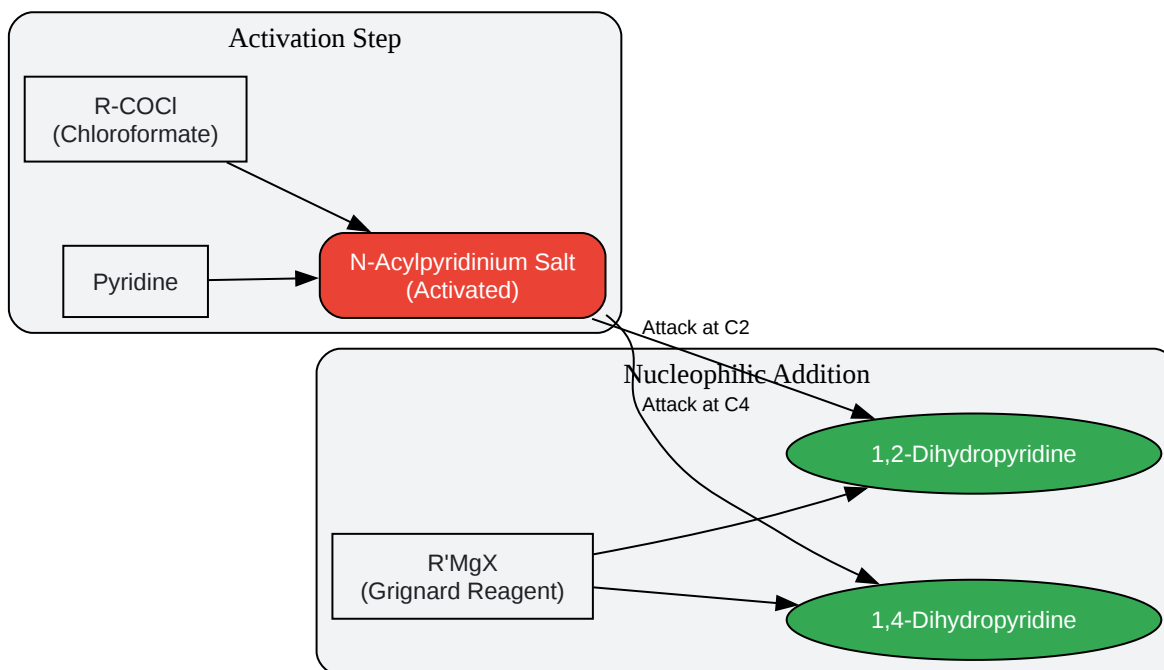 Activation Step
R-COCl
(Chloroformate)
Pyridine
N-Acylpyridinium Salt
(Activated)
Attack at C2
Nucleophilic Addition
Attack at C4
1,2-Dihydropyridine
R'MgX
(Grignard Reagent)
1,4-Dihydropyridine